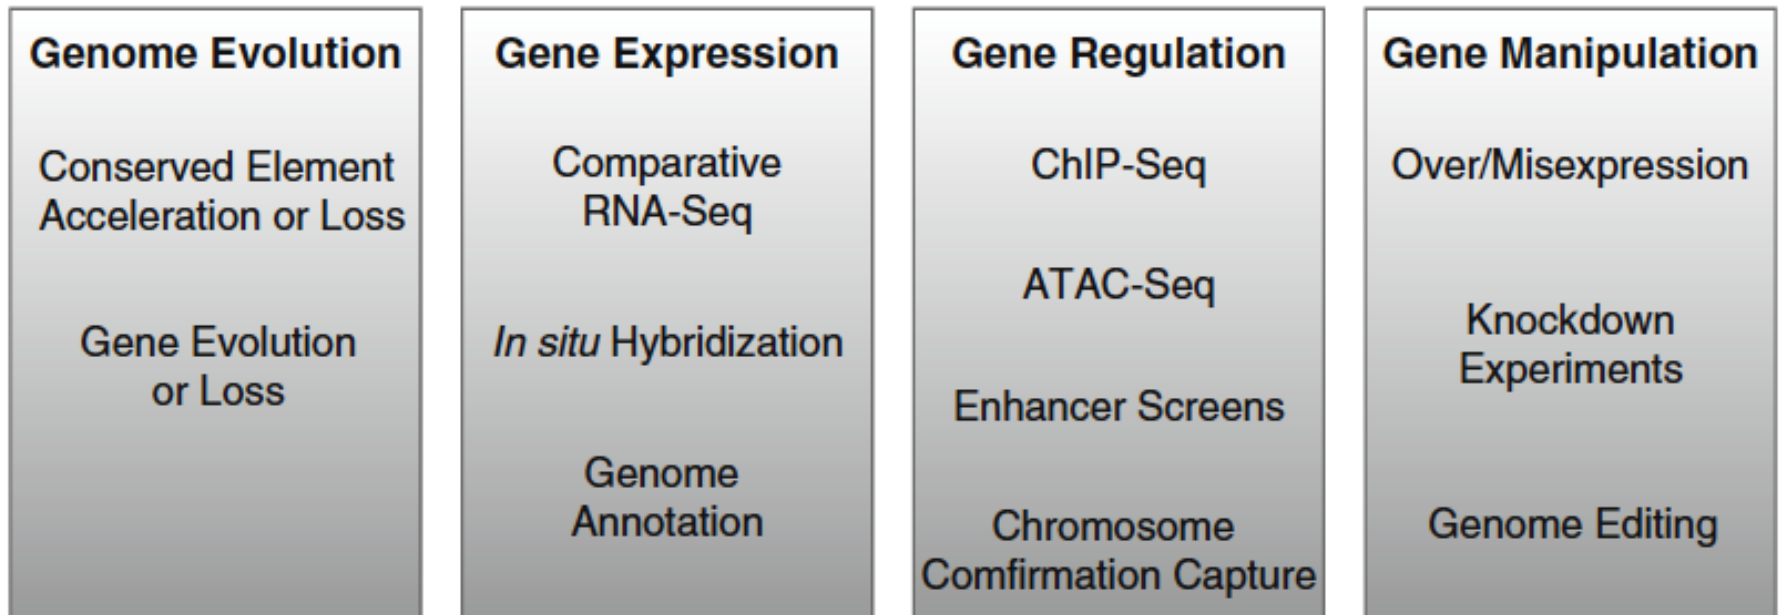 Genome Evolution
Conserved Element
Acceleration or Loss
Gene Evolution
or Loss
Gene Expression
Comparative
RNA-Seq
In situ Hybridization
Genome
Annotation
Gene Regulation
ChIP-Seq
ATAC-Seq
Enhancer Screens
Chromosome
Comfirmation Capture
Gene Manipulation
Over/Misexpression
Knockdown
Experiments
Genome Editing